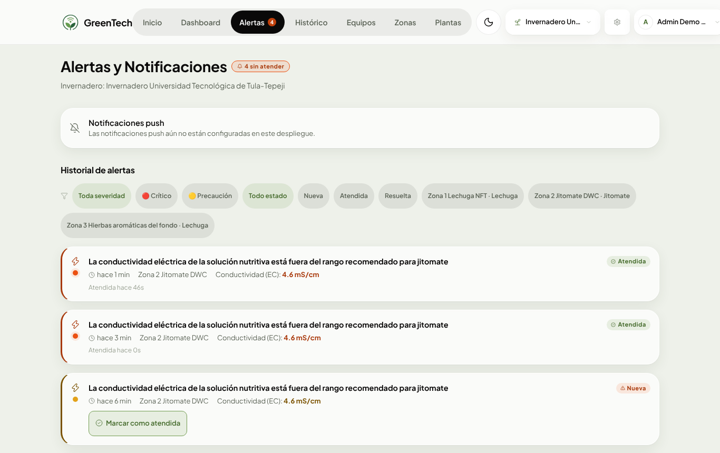 GreenTech Inicio Dashboard Alertas 4 Histórico Equipos Zonas Plantas Invernadero Un... A Admin Demo ...
Alertas y Notificaciones 4 sin atender
Invernadero: Invernadero Universidad Tecnológica de Tula-Tepeji
Notificaciones push
Las notificaciones push aún no están configuradas en este despliegue.
Historial de alertas
Toda severidad Crítico Precaución Todo estado Nueva Atendida Resuelta Zona 1 Lechuga NFT · Lechuga Zona 2 Jitomate DWC · Jitomate
Zona 3 Hierbas aromáticas del fondo · Lechuga
La conductividad eléctrica de la solución nutritiva está fuera del rango recomendado para jitomate Atendida
hace 1 min Zona 2 Jitomate DWC Conductividad (EC): 4.6 mS/cm
Atendida hace 46s
La conductividad eléctrica de la solución nutritiva está fuera del rango recomendado para jitomate Atendida
hace 3 min Zona 2 Jitomate DWC Conductividad (EC): 4.6 mS/cm
Atendida hace 0s
La conductividad eléctrica de la solución nutritiva está fuera del rango recomendado para jitomate Nueva
hace 6 min Zona 2 Jitomate DWC Conductividad (EC): 4.6 mS/cm
Marcar como atendida